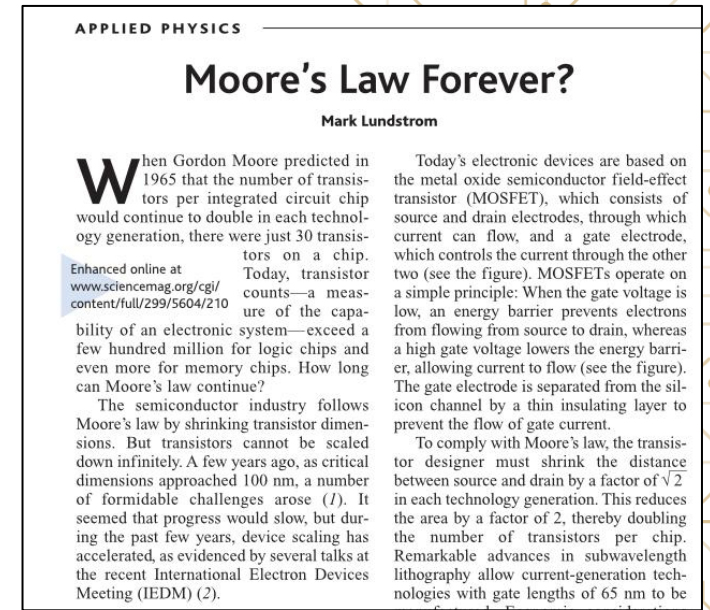 APPLIED PHYSICS
Moore's Law Forever?
Mark Lundstrom
When Gordon Moore predicted in
1965 that the number of transis-
tors per integrated circuit chip
would continue to double in each technol-
ogy generation, there were just 30 transis-
tors on a chip.
Today, transistor
counts—a meas-
ure of the capa-
bility of an electronic system—exceed a
few hundred million for logic chips and
even more for memory chips. How long
can Moore's law continue?
Enhanced online at
www.sciencemag.org/cgi/
content/full/299/5604/210
The semiconductor industry follows
Moore's law by shrinking transistor dimen-
sions. But transistors cannot be scaled
down infinitely. A few years ago, as critical
dimensions approached 100 nm, a number
of formidable challenges arose (1). It
seemed that progress would slow, but dur-
ing the past few years, device scaling has
accelerated, as evidenced by several talks at
the recent International Electron Devices
Meeting (IEDM) (2).
Today's electronic devices are based on
the metal oxide semiconductor field-effect
transistor (MOSFET), which consists of
source and drain electrodes, through which
current can flow, and a gate electrode,
which controls the current through the other
two (see the figure). MOSFETs operate on
a simple principle: When the gate voltage is
low, an energy barrier prevents electrons
from flowing from source to drain, whereas
a high gate voltage lowers the energy barri-
er, allowing current to flow (see the figure).
The gate electrode is separated from the sil-
icon channel by a thin insulating layer to
prevent the flow of gate current.
To comply with Moore's law, the transis-
tor designer must shrink the distance
between source and drain by a factor of √2
in each technology generation. This reduces
the area by a factor of 2, thereby doubling
the number of transistors per chip.
Remarkable advances in subwavelength
lithography allow current-generation tech-
nologies with gate lengths of 65 nm to be